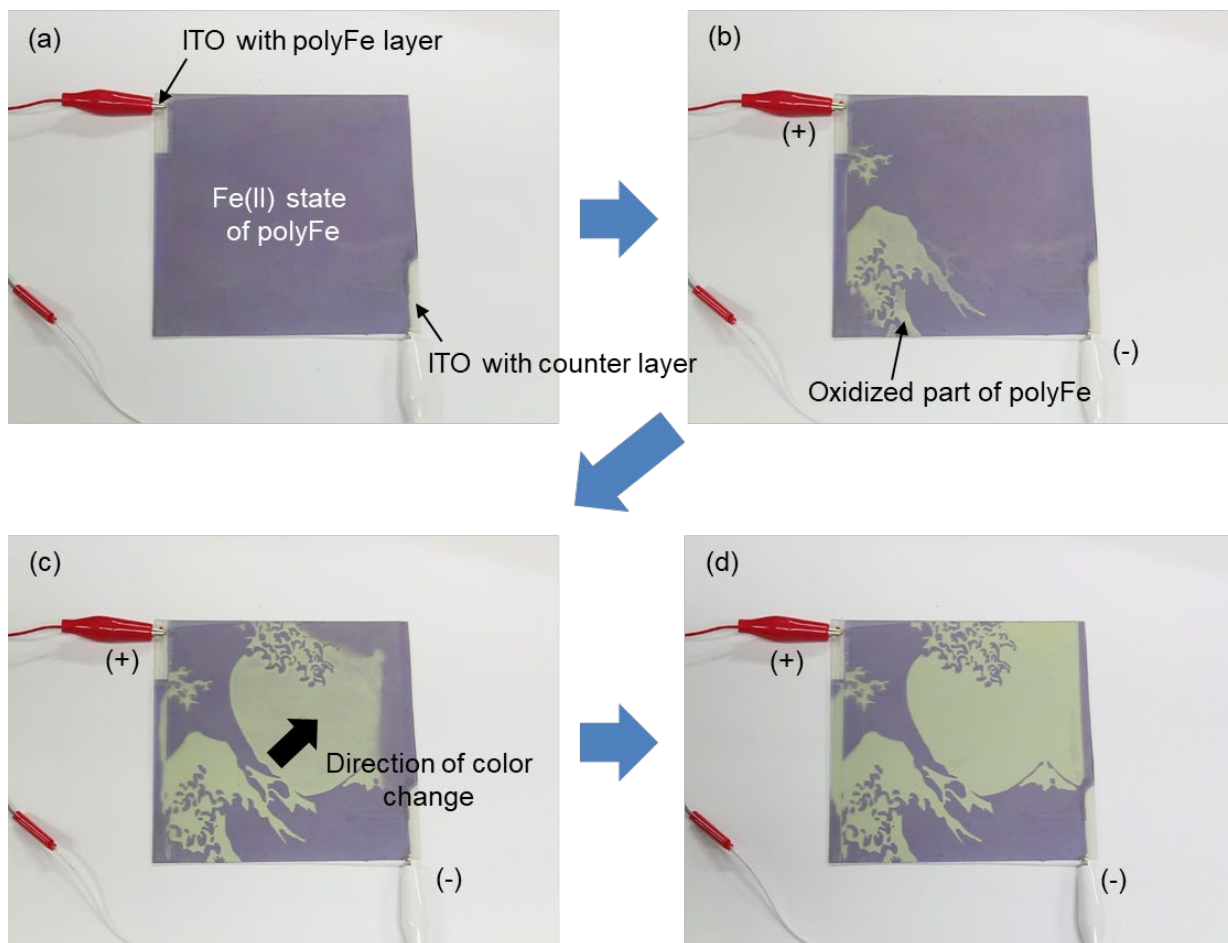 (a)
ITO with polyFe layer
Fe(II) state
of polyFe
ITO with counter layer
(b)
(+)
(-)
Oxidized part of polyFe
(c)
(+)
Direction of color
change
(-)
(d)
(+)
(-)